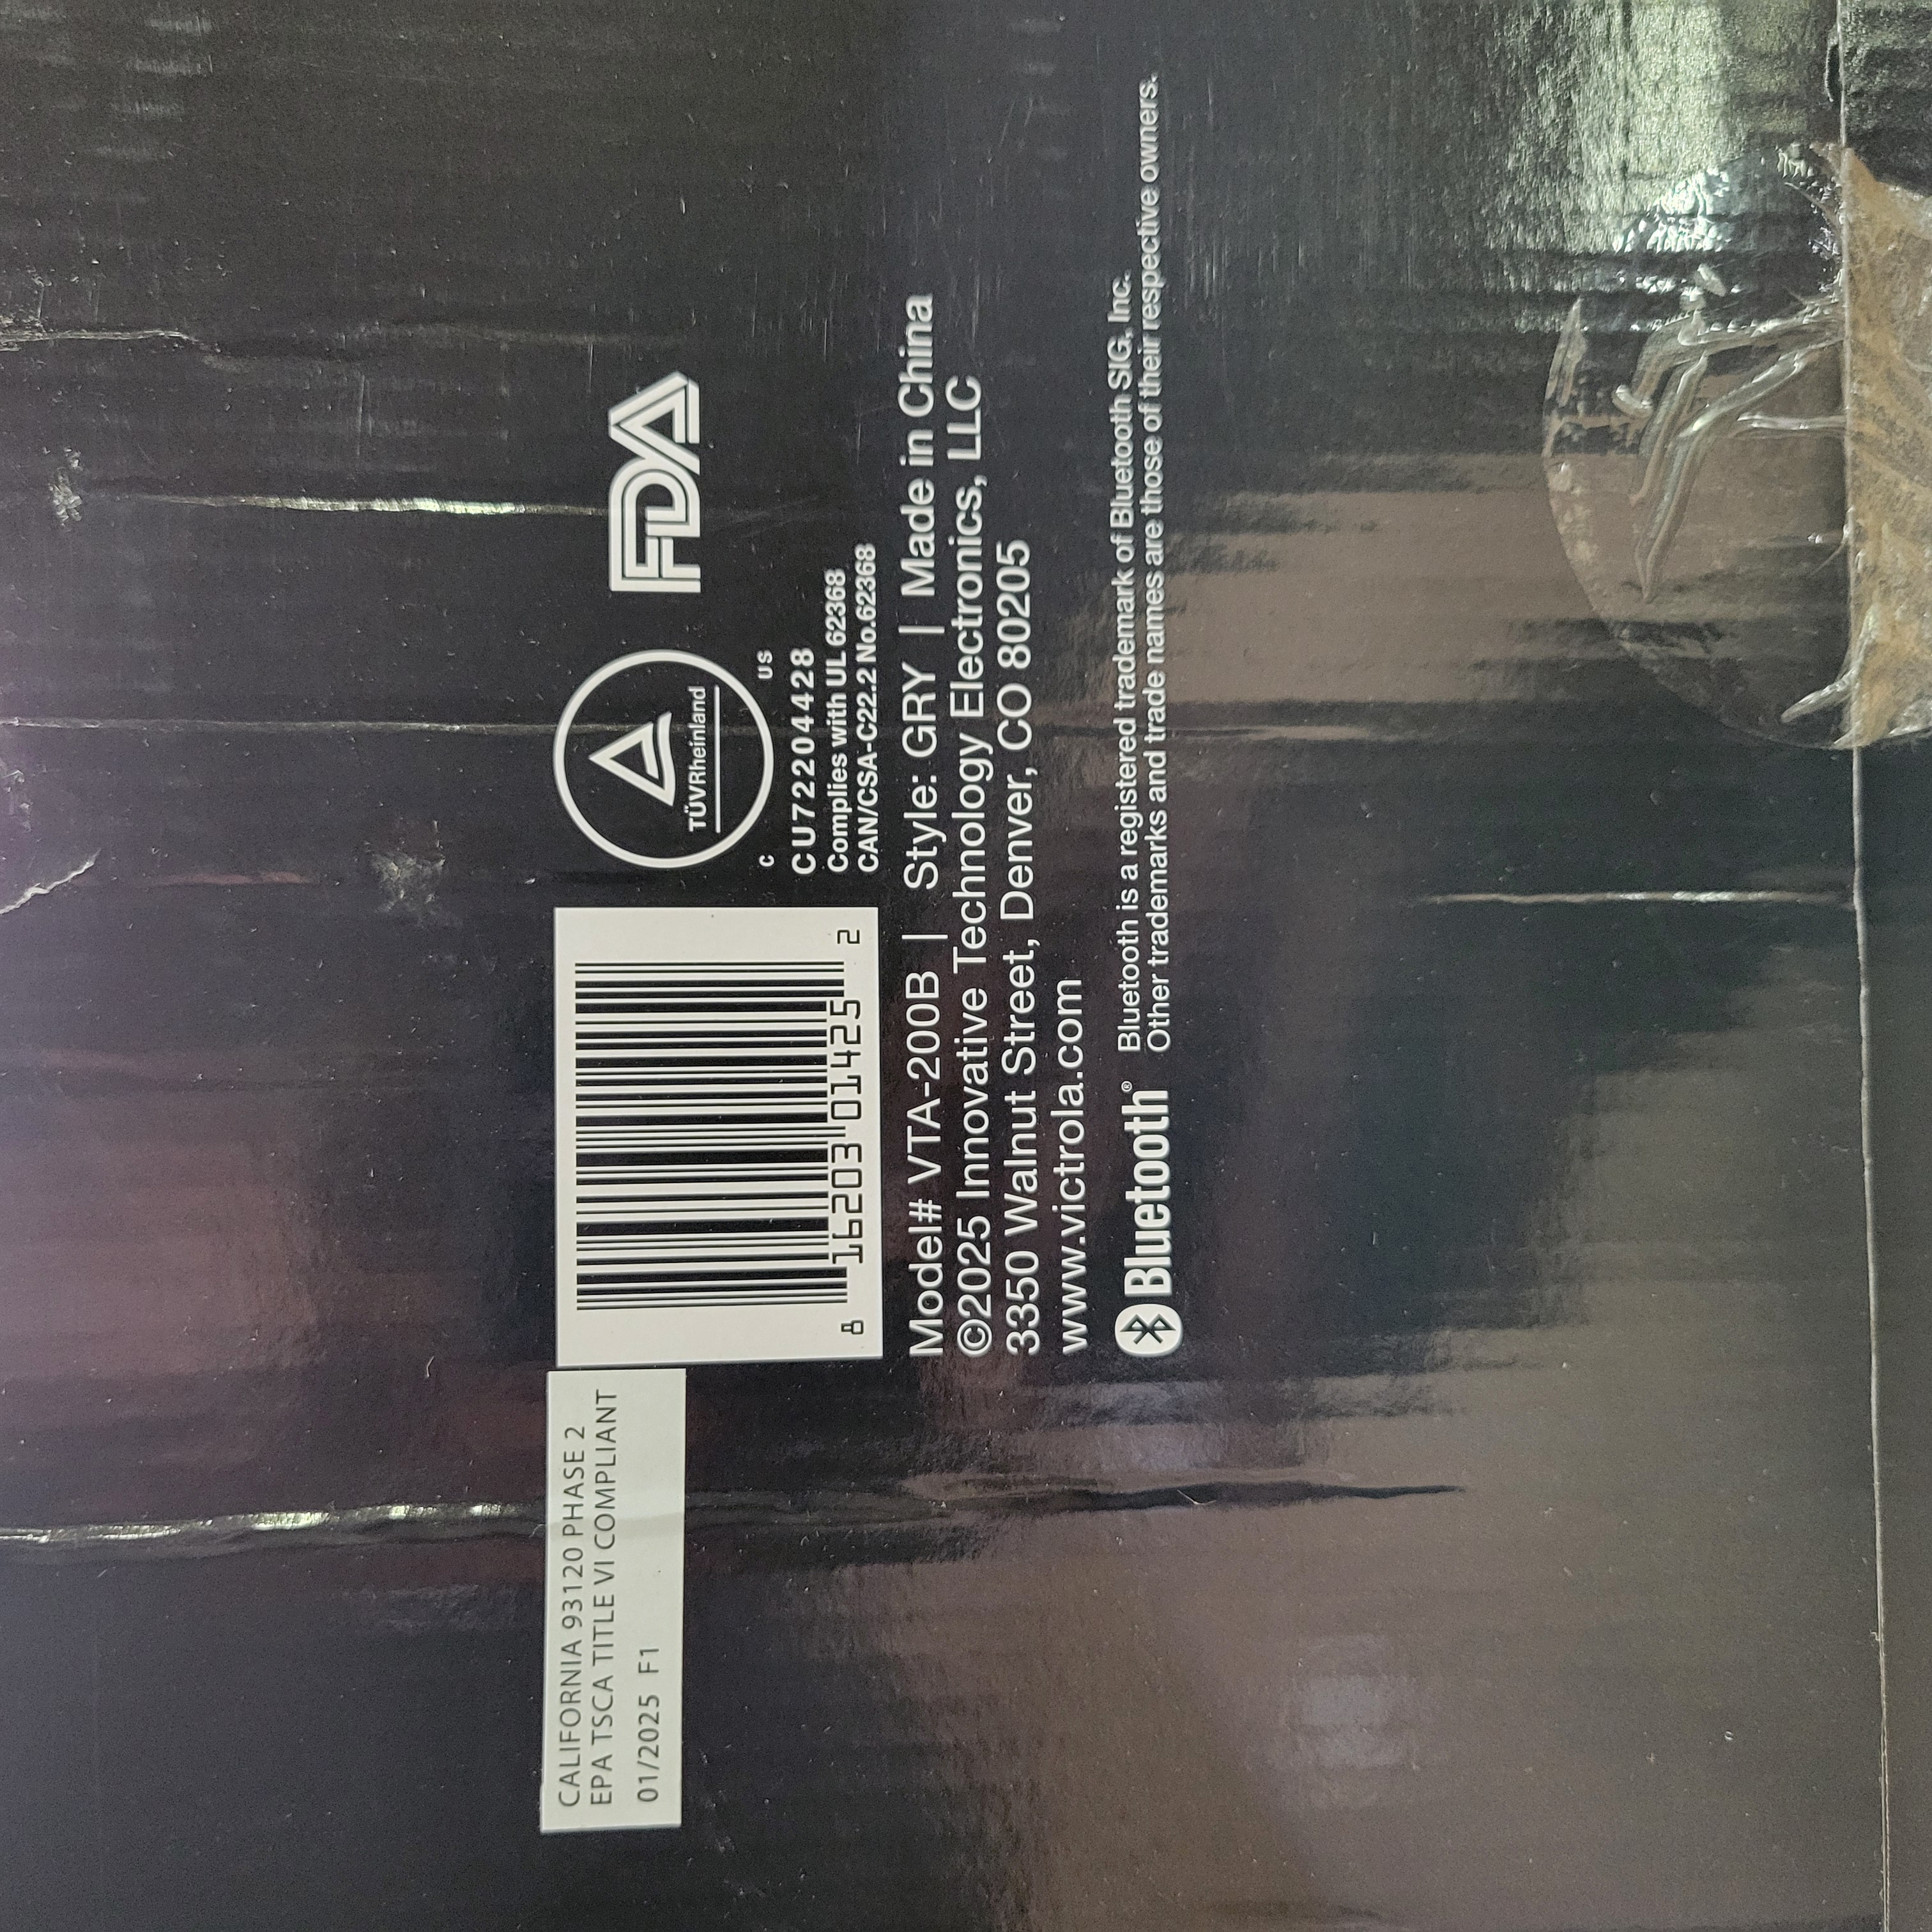 CALIFORNIA 93120 PHASE 2
EPA TSCA TITLE VI COMPLIANT
01/2025 F1
8 16203 01425 2
TÜVRheinland
C US
CU72204428
Complies with UL 62368
CAN/CSA-C22.2 No.62368
FDA
Model# VTA-200B | Style: GRY | Made in China
©2025 Innovative Technology Electronics, LLC
3350 Walnut Street, Denver, CO 80205
www.victrola.com
Bluetooth®
Bluetooth is a registered trademark of Bluetooth SIG, Inc.
Other trademarks and trade names are those of their respective owners.